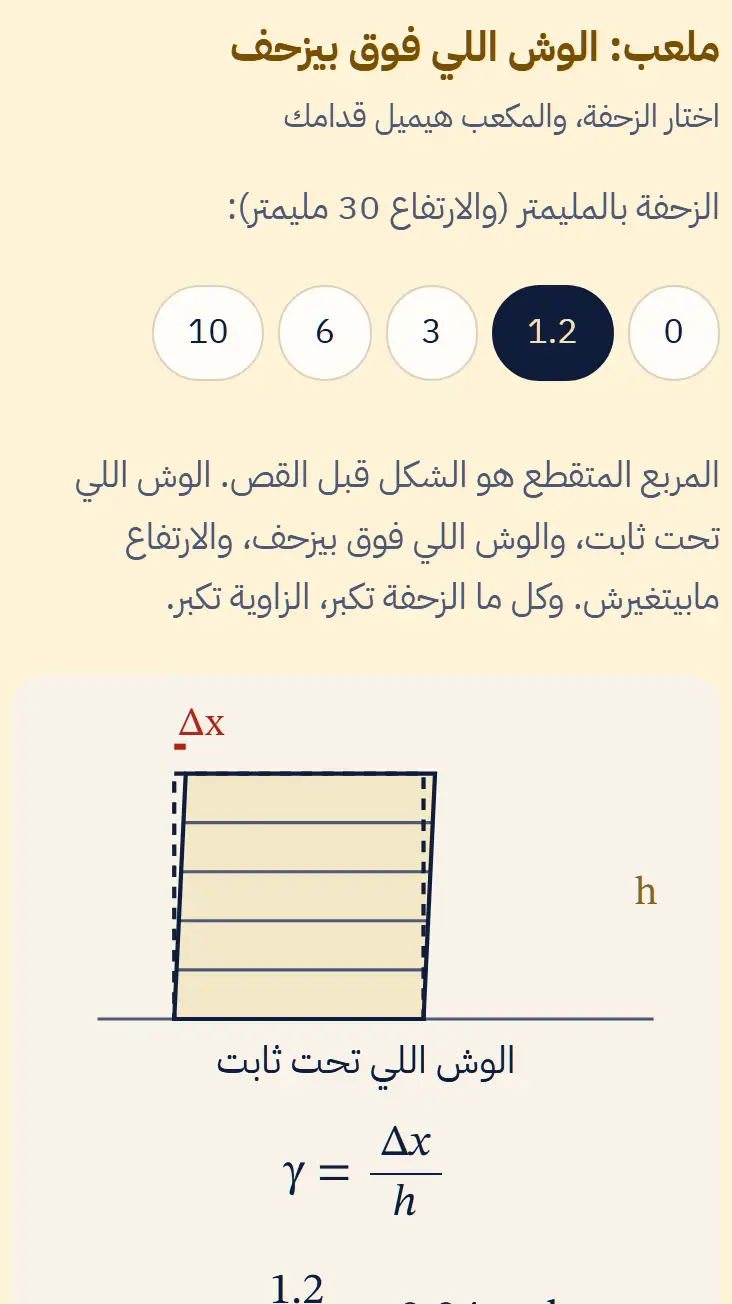 ملعب: الوش اللي فوق بيزحف
اختار الزحفة، والمكعب هيميل قدامك
الزحفة بالمليمتر (والارتفاع 30 مليمتر):
0 1.2 3 6 10
المربع المتقطع هو الشكل قبل القص. الوش اللي
تحت ثابت، والوش اللي فوق بيزحف، والارتفاع
مابيتغيرش. وكل ما الزحفة تكبر، الزاوية تكبر.
Δx
h
الوش اللي تحت ثابت
γ = Δx / h
1.2